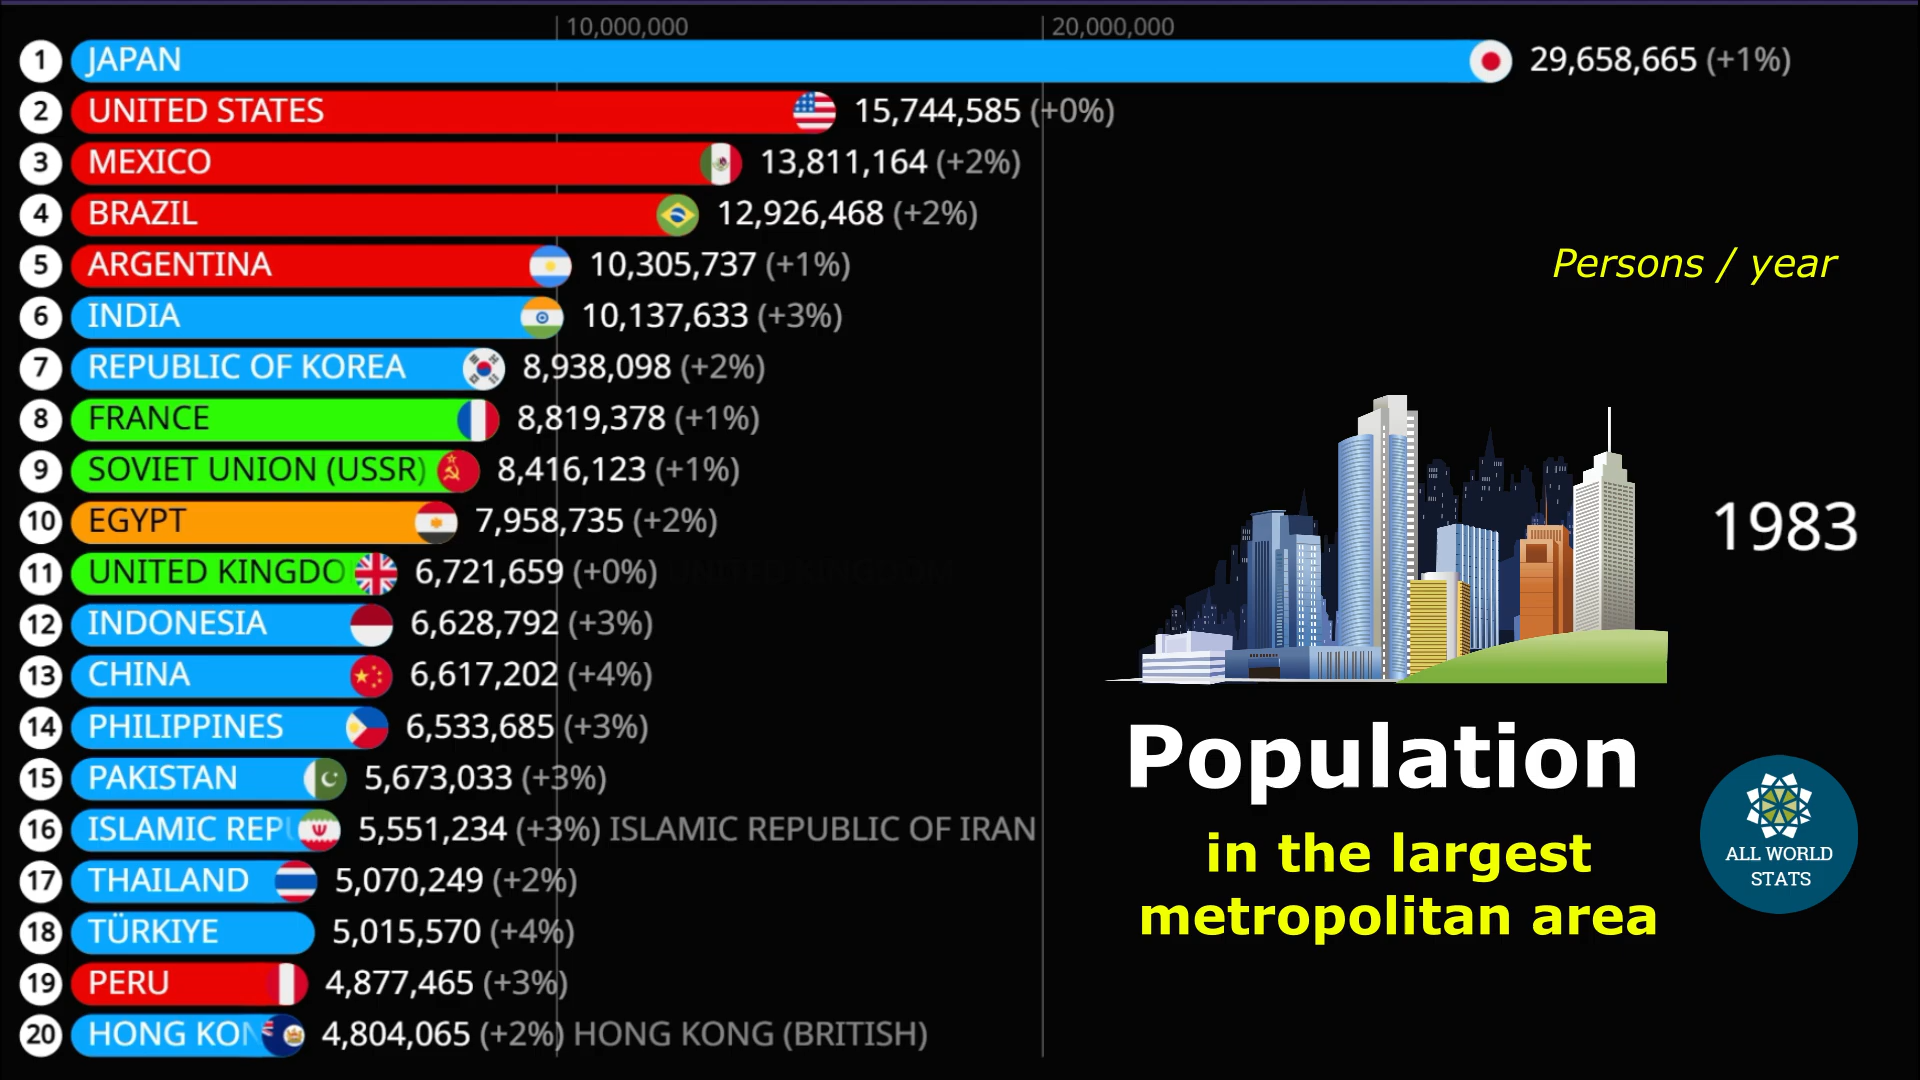 10,000,000 20,000,000
1 JAPAN 29,658,665 (+1%)
2 UNITED STATES 15,744,585 (+0%)
3 MEXICO 13,811,164 (+2%)
4 BRAZIL 12,926,468 (+2%)
5 ARGENTINA 10,305,737 (+1%)
Persons / year
6 INDIA 10,137,633 (+3%)
7 REPUBLIC OF KOREA 8,938,098 (+2%)
8 FRANCE 8,819,378 (+1%)
9 SOVIET UNION (USSR) 8,416,123 (+1%)
10 EGYPT 7,958,735 (+2%)
1983
11 UNITED KINGDO 6,721,659 (+0%) UNITED KINGDOM
12 INDONESIA 6,628,792 (+3%)
13 CHINA 6,617,202 (+4%)
14 PHILIPPINES 6,533,685 (+3%)
15 PAKISTAN 5,673,033 (+3%)
16 ISLAMIC REPU 5,551,234 (+3%) ISLAMIC REPUBLIC OF IRAN
17 THAILAND 5,070,249 (+2%)
18 TÜRKIYE 5,015,570 (+4%)
19 PERU 4,877,465 (+3%)
20 HONG KON 4,804,065 (+2%) HONG KONG (BRITISH)
Population
in the largest
metropolitan area
ALL WORLD
STATS